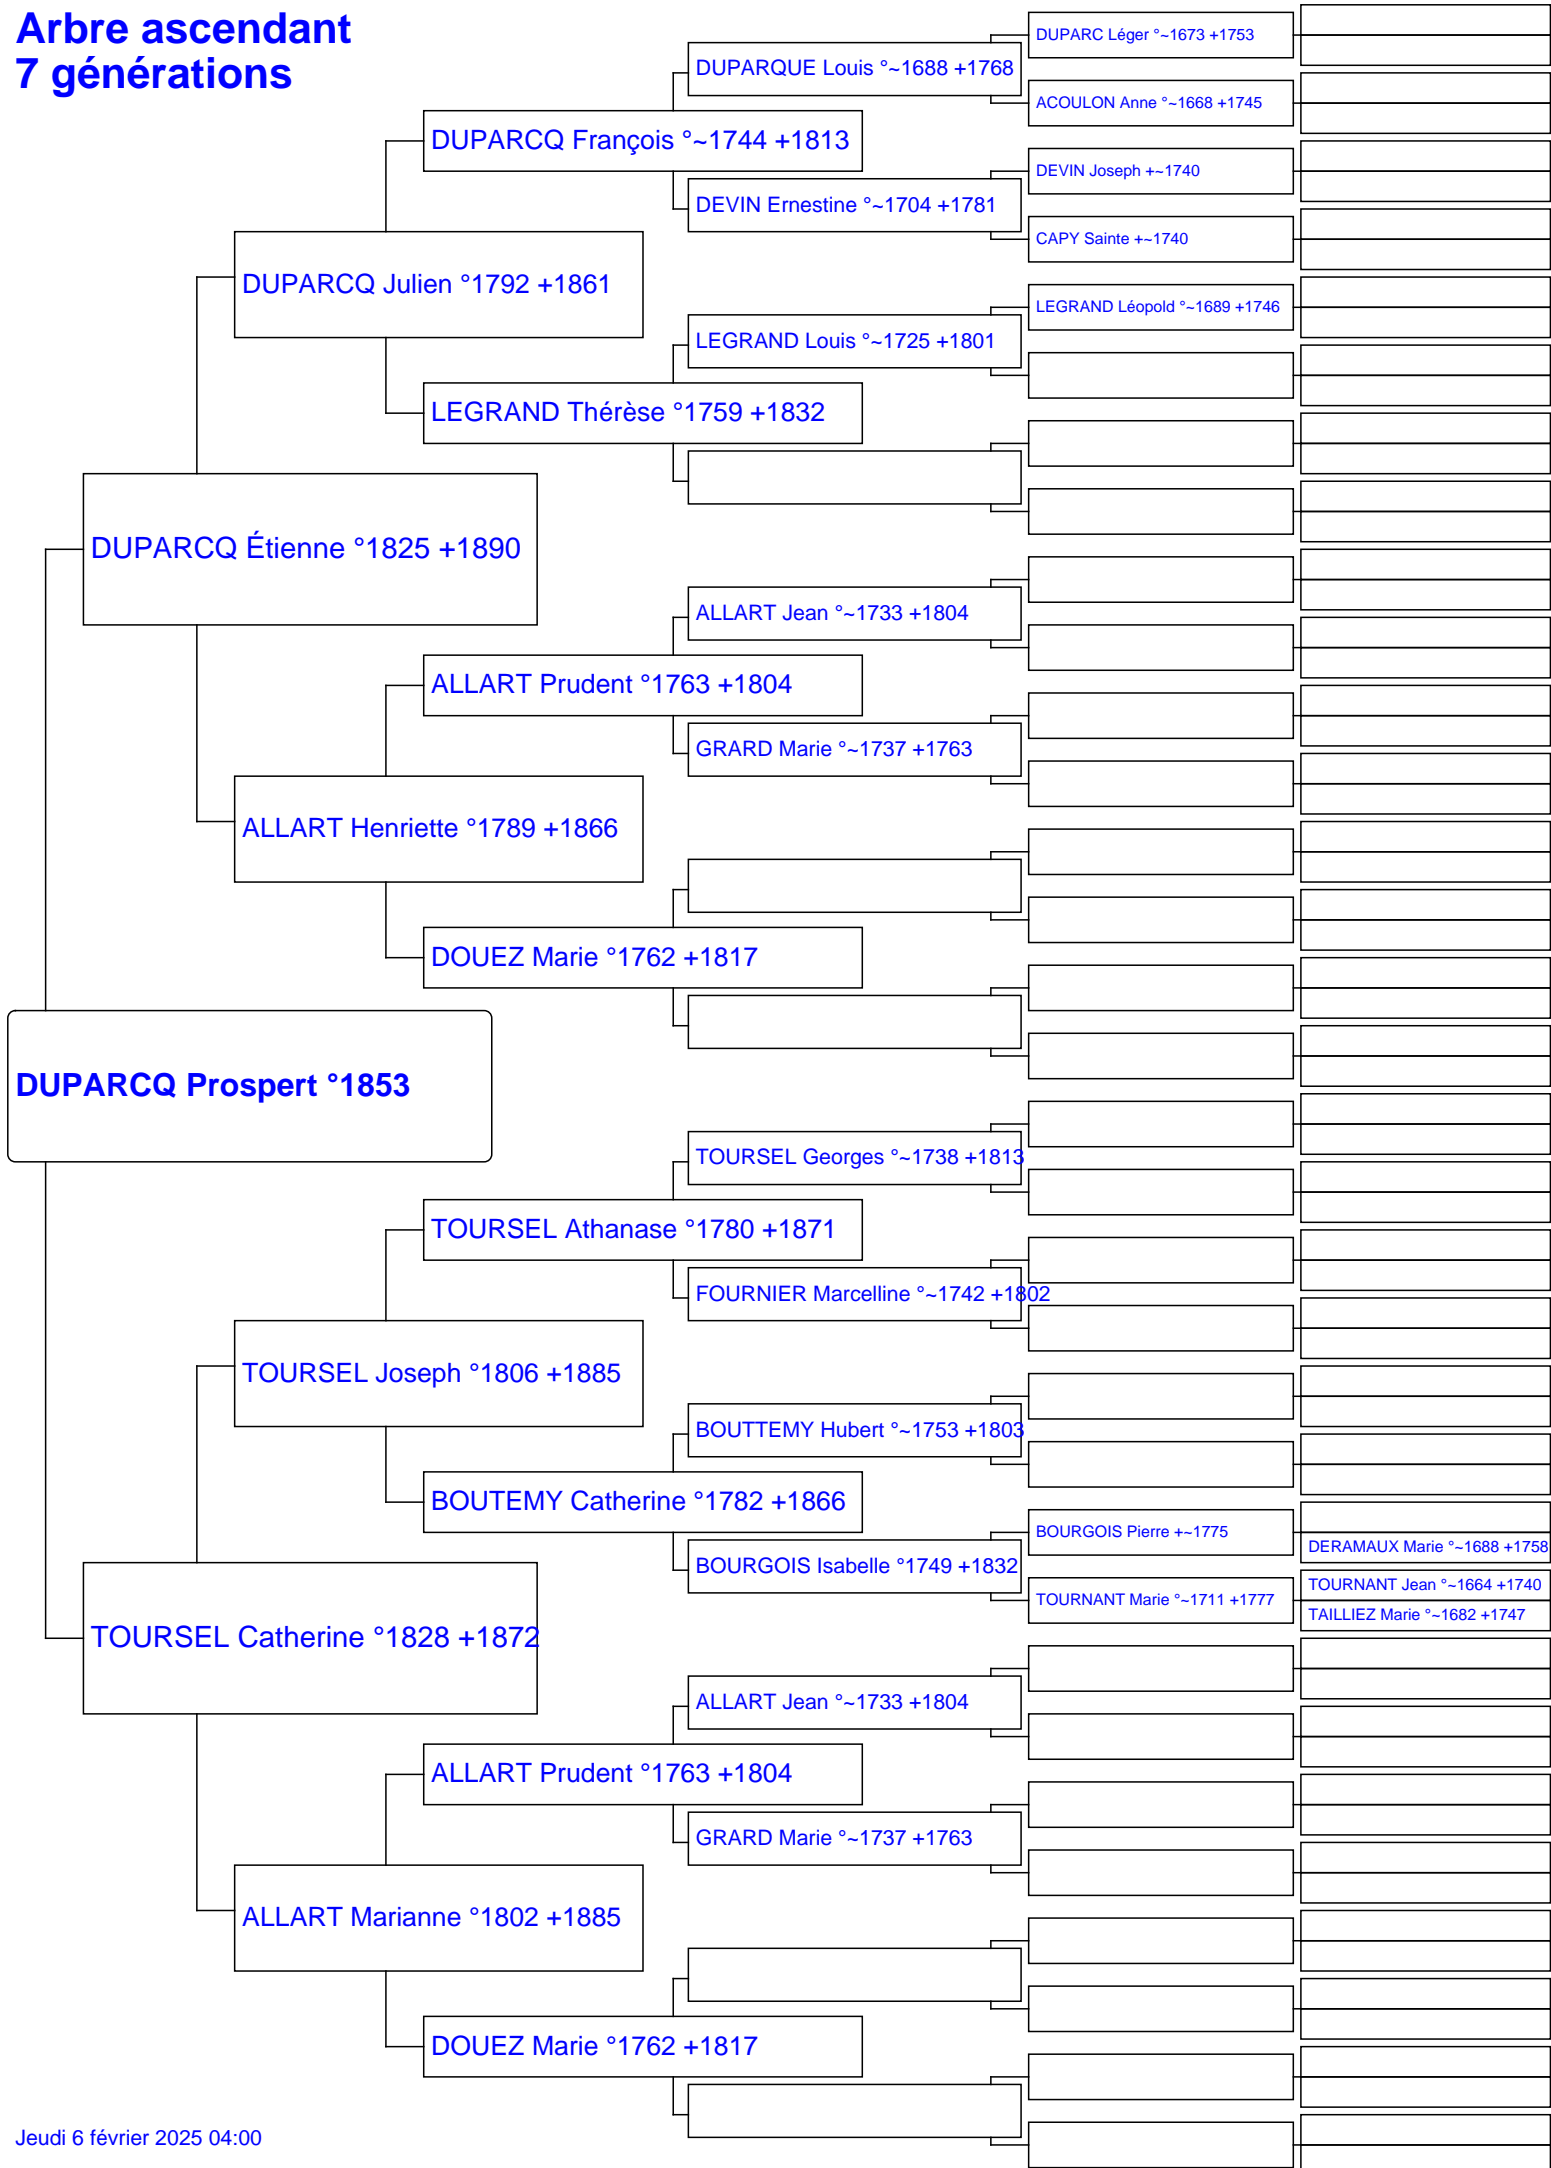 Arbre ascendant
7 générations
DUPARC Léger °~1673 +1753
DUPARQUE Louis °~1688 +1768
ACOULON Anne °~1668 +1745
DUPARCQ François °~1744 +1813
DEVIN Joseph +~1740
DEVIN Ernestine °~1704 +1781
CAPY Sainte +~1740
DUPARCQ Julien °1792 +1861
LEGRAND Léopold °~1689 +1746
LEGRAND Louis °~1725 +1801
LEGRAND Thérèse °1759 +1832
DUPARCQ Étienne °1825 +1890
ALLART Jean °~1733 +1804
ALLART Prudent °1763 +1804
GRARD Marie °~1737 +1763
ALLART Henriette °1789 +1866
DOUEZ Marie °1762 +1817
DUPARCQ Prospert °1853
TOURSEL Georges °~1738 +1813
TOURSEL Athanase °1780 +1871
FOURNIER Marcelline °~1742 +1802
TOURSEL Joseph °1806 +1885
BOUTTEMY Hubert °~1753 +1803
BOUTEMY Catherine °1782 +1866
BOURGOIS Pierre +~1775
DERAMAUX Marie °~1688 +1758
BOURGOIS Isabelle °1749 +1832
TOURNANT Jean °~1664 +1740
TOURNANT Marie °~1711 +1777
TAILLIEZ Marie °~1682 +1747
TOURSEL Catherine °1828 +1872
ALLART Jean °~1733 +1804
ALLART Prudent °1763 +1804
GRARD Marie °~1737 +1763
ALLART Marianne °1802 +1885
DOUEZ Marie °1762 +1817
Jeudi 6 février 2025 04:00